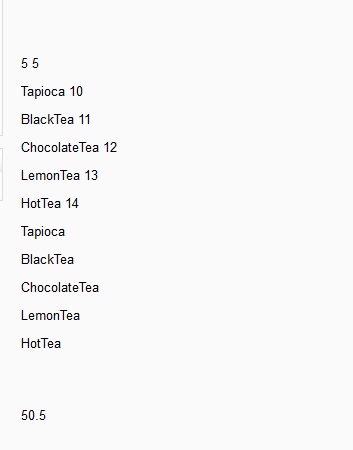 5 5
Tapioca 10
BlackTea 11
ChocolateTea 12
LemonTea 13
HotTea 14
Tapioca
BlackTea
ChocolateTea
LemonTea
HotTea
50.5